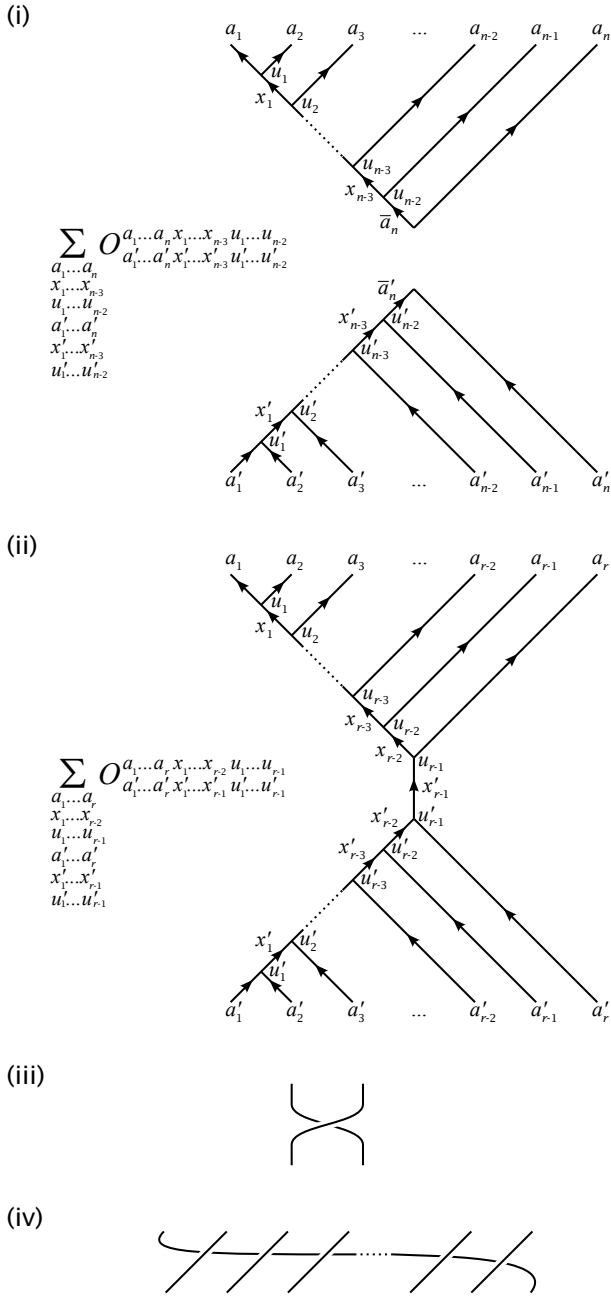 (i)
a₁ a₂ a₃ ... aₙ₋₂ aₙ₋₁ aₙ
u₁
x₁ u₂
uₙ₋₃
xₙ₋₃ uₙ₋₂
a̅ₙ
∑ O^{a₁...aₙ x₁...xₙ₋₃ u₁...uₙ₋₂}_{a′₁...a′ₙ x′₁...x′ₙ₋₃ u′₁...u′ₙ₋₂}
a₁...aₙ
x₁...xₙ₋₃
u₁...uₙ₋₂
a′₁...a′ₙ
x′₁...x′ₙ₋₃
u′₁...u′ₙ₋₂
a̅′ₙ
x′ₙ₋₃ u′ₙ₋₂
u′ₙ₋₃
x′₁ u′₂
u′₁
a′₁ a′₂ a′₃ ... a′ₙ₋₂ a′ₙ₋₁ a′ₙ
(ii)
a₁ a₂ a₃ ... aᵣ₋₂ aᵣ₋₁ aᵣ
u₁
x₁ u₂
uᵣ₋₃
xᵣ₋₃ uᵣ₋₂
xᵣ₋₂ uᵣ₋₁
x′ᵣ₋₁
∑ O^{a₁...aᵣ x₁...xᵣ₋₂ u₁...uᵣ₋₁}_{a′₁...a′ᵣ x′₁...x′ᵣ₋₁ u′₁...u′ᵣ₋₁}
a₁...aᵣ
x₁...xᵣ₋₂
u₁...uᵣ₋₁
a′₁...a′ᵣ
x′₁...x′ᵣ₋₁
u′₁...u′ᵣ₋₁
x′ᵣ₋₂ u′ᵣ₋₁
x′ᵣ₋₃ u′ᵣ₋₂
u′ᵣ₋₃
x′₁ u′₂
u′₁
a′₁ a′₂ a′₃ ... a′ᵣ₋₂ a′ᵣ₋₁ a′ᵣ
(iii)
(iv)